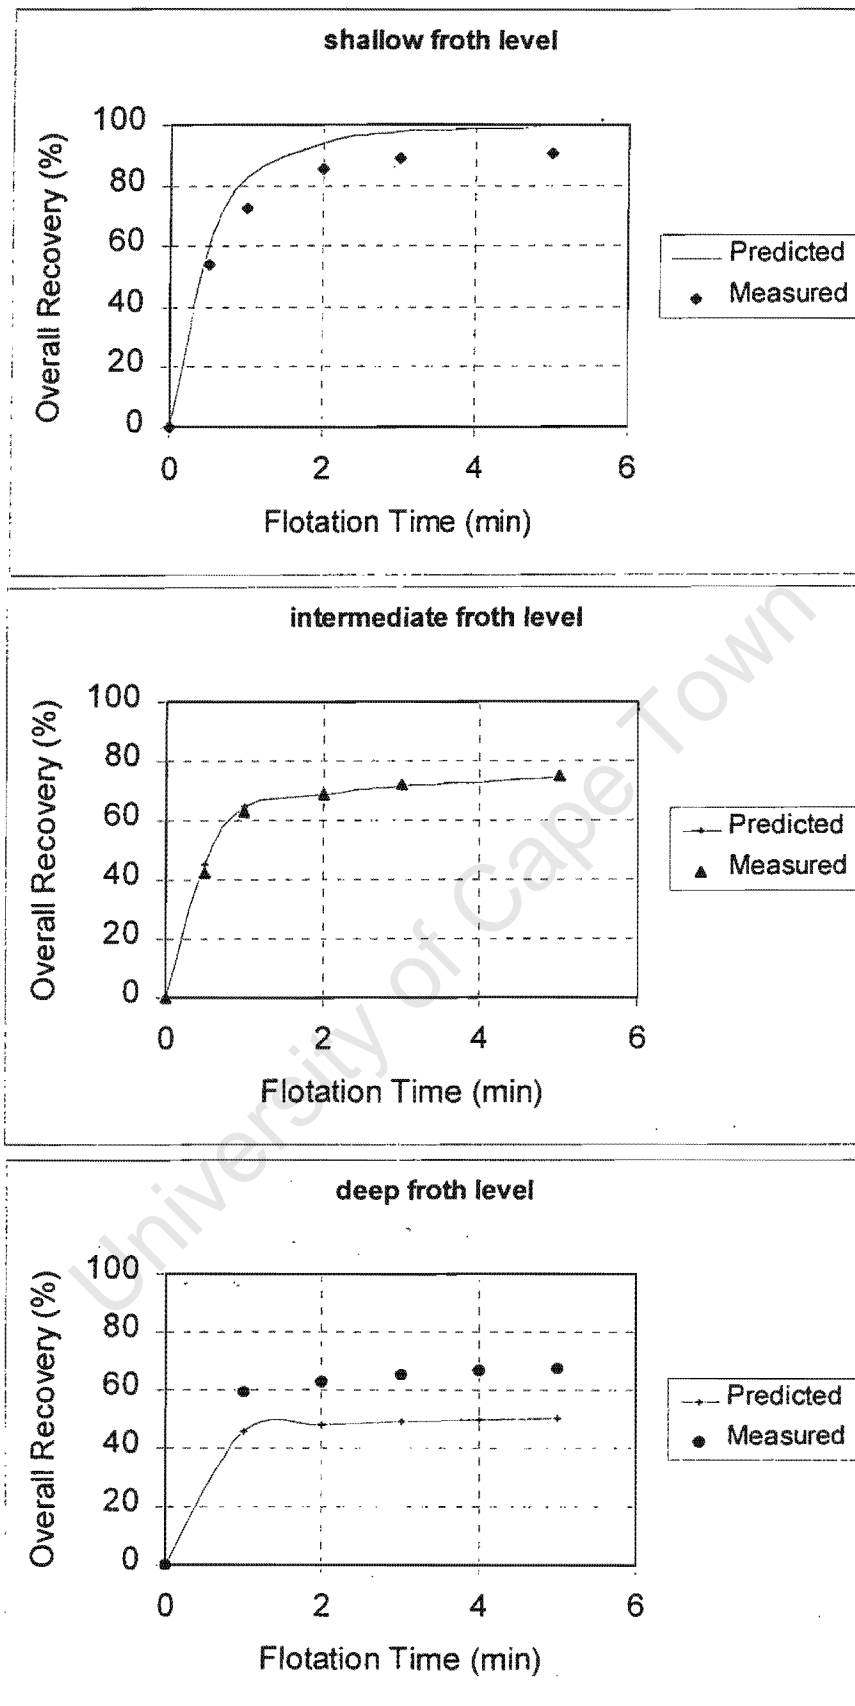 shallow froth level
Overall Recovery (%)
100
80
60
40
20
0
0 2 4 6
Flotation Time (min)
Predicted
Measured
intermediate froth level
Overall Recovery (%)
100
80
60
40
20
0
0 2 4 6
Flotation Time (min)
Predicted
Measured
deep froth level
Overall Recovery (%)
100
80
60
40
20
0
0 2 4 6
Flotation Time (min)
Predicted
Measured
University of Cape Town